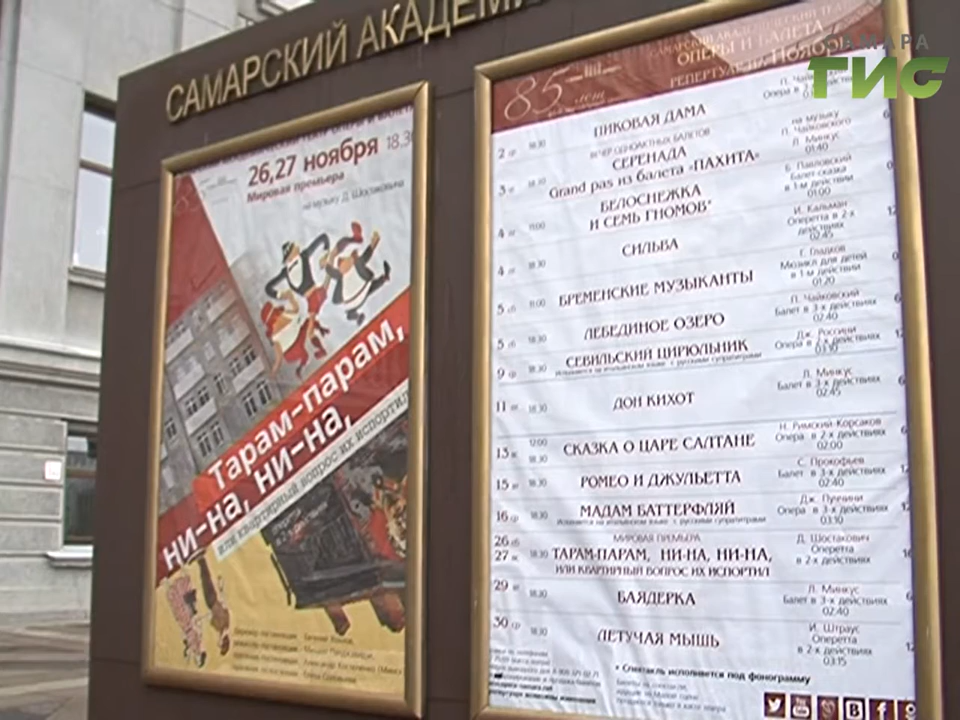 САМАРА
ТИС
САМАРСКИЙ АКАДЕМ
26,27 ноября 18.30
Мировая премьера
на музыку Д. Шостаковича
Тарам-парам,
ни-на, ни-на,
или квартирный вопрос их испортил
85 лет
ОПЕРЫ И БАЛЕТА
РЕПЕРТУАР НА Ноябрь
2 ср 18:30 ПИКОВАЯ ДАМА
ВЕЧЕР ОДНОАКТНЫХ БАЛЕТОВ
3 18:30 СЕРЕНАДА
на музыку
П. Чайковского
Grand pas из балета «ПАХИТА»
Л. Минкус
01:40
4 11:00 БЕЛОСНЕЖКА
И СЕМЬ ГНОМОВ*
Б. Павловский
Балет-сказка
в 1-м действии
01:00
4 18:30 СИЛЬВА
И. Кальман
Оперетта в 2-х
действиях
02:45
5 сб 11:00 БРЕМЕНСКИЕ МУЗЫКАНТЫ
Г. Гладков
Мюзикл для детей
в 1-м действии
01:20
5 сб 18:30 ЛЕБЕДИНОЕ ОЗЕРО
П. Чайковский
Балет в 3-х действиях
02:40
9 ср 18:30 СЕВИЛЬСКИЙ ЦИРЮЛЬНИК
Исполняется на итальянском языке с русскими супратитрами
Дж. Россини
Опера в 2-х действиях
03:10
11 18:30 ДОН КИХОТ
Л. Минкус
Балет в 3-х действиях
02:45
13 12:00 18:30 СКАЗКА О ЦАРЕ САЛТАНЕ
Н. Римский-Корсаков
Опера в 2-х действиях
02:00
15 18:30 РОМЕО И ДЖУЛЬЕТТА
С. Прокофьев
Балет в 3-х действиях
02:40
16 ср 18:30 МАДАМ БАТТЕРФЛЯЙ
Исполняется на итальянском языке с русскими супратитрами
Дж. Пуччини
Опера в 3-х действиях
03:10
26 сб
27 18:30 МИРОВАЯ ПРЕМЬЕРА
ТАРАМ-ПАРАМ, НИ-НА, НИ-НА,
ИЛИ КВАРТИРНЫЙ ВОПРОС ИХ ИСПОРТИЛ
Д. Шостакович
Оперетта
в 2-х действиях
29 18:30 БАЯДЕРКА
Л. Минкус
Балет в 3-х действиях
02:40
30 ср 18:30 ЛЕТУЧАЯ МЫШЬ
И. Штраус
Оперетта
в 2-х действиях
03:15
* Спектакль исполняется под фонограмму